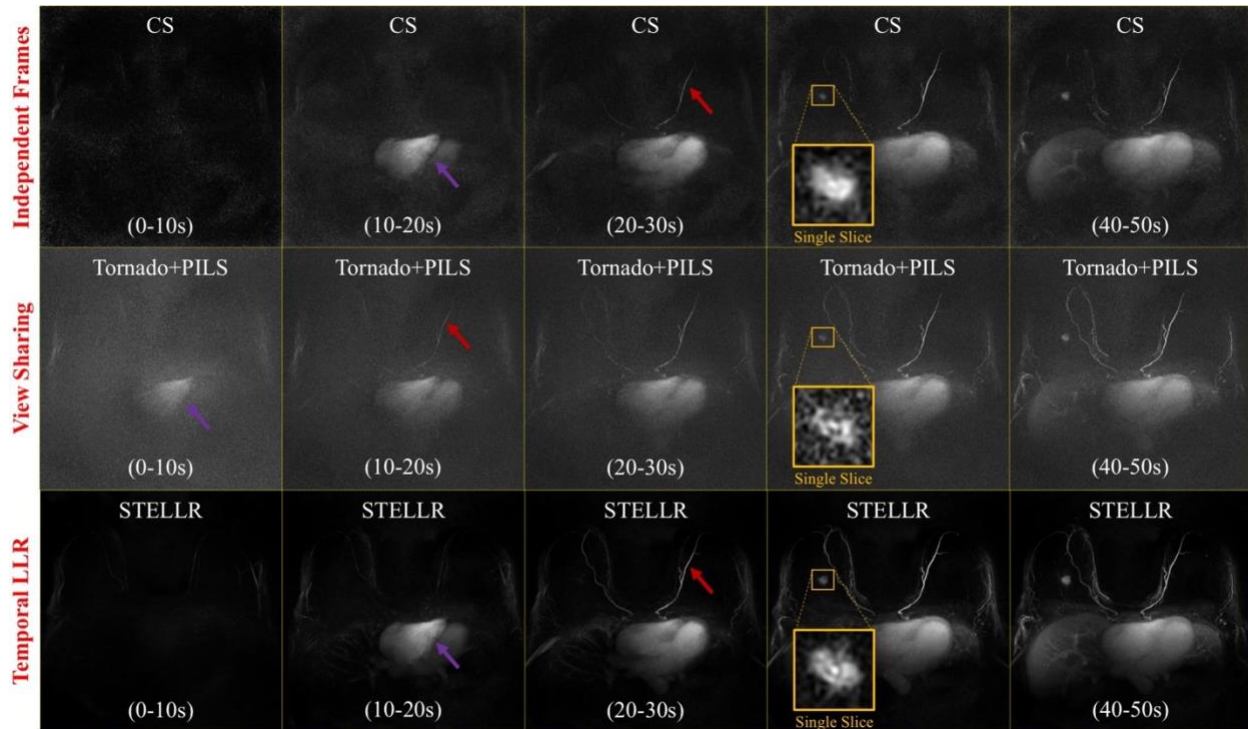 Independent Frames
CS
CS
CS
CS
CS
(0-10s)
(10-20s)
(20-30s)
Single Slice
(40-50s)
View Sharing
Tornado+PILS
Tornado+PILS
Tornado+PILS
Tornado+PILS
Tornado+PILS
(0-10s)
(10-20s)
(20-30s)
Single Slice
(40-50s)
Temporal LLR
STELLR
STELLR
STELLR
STELLR
STELLR
(0-10s)
(10-20s)
(20-30s)
Single Slice
(40-50s)